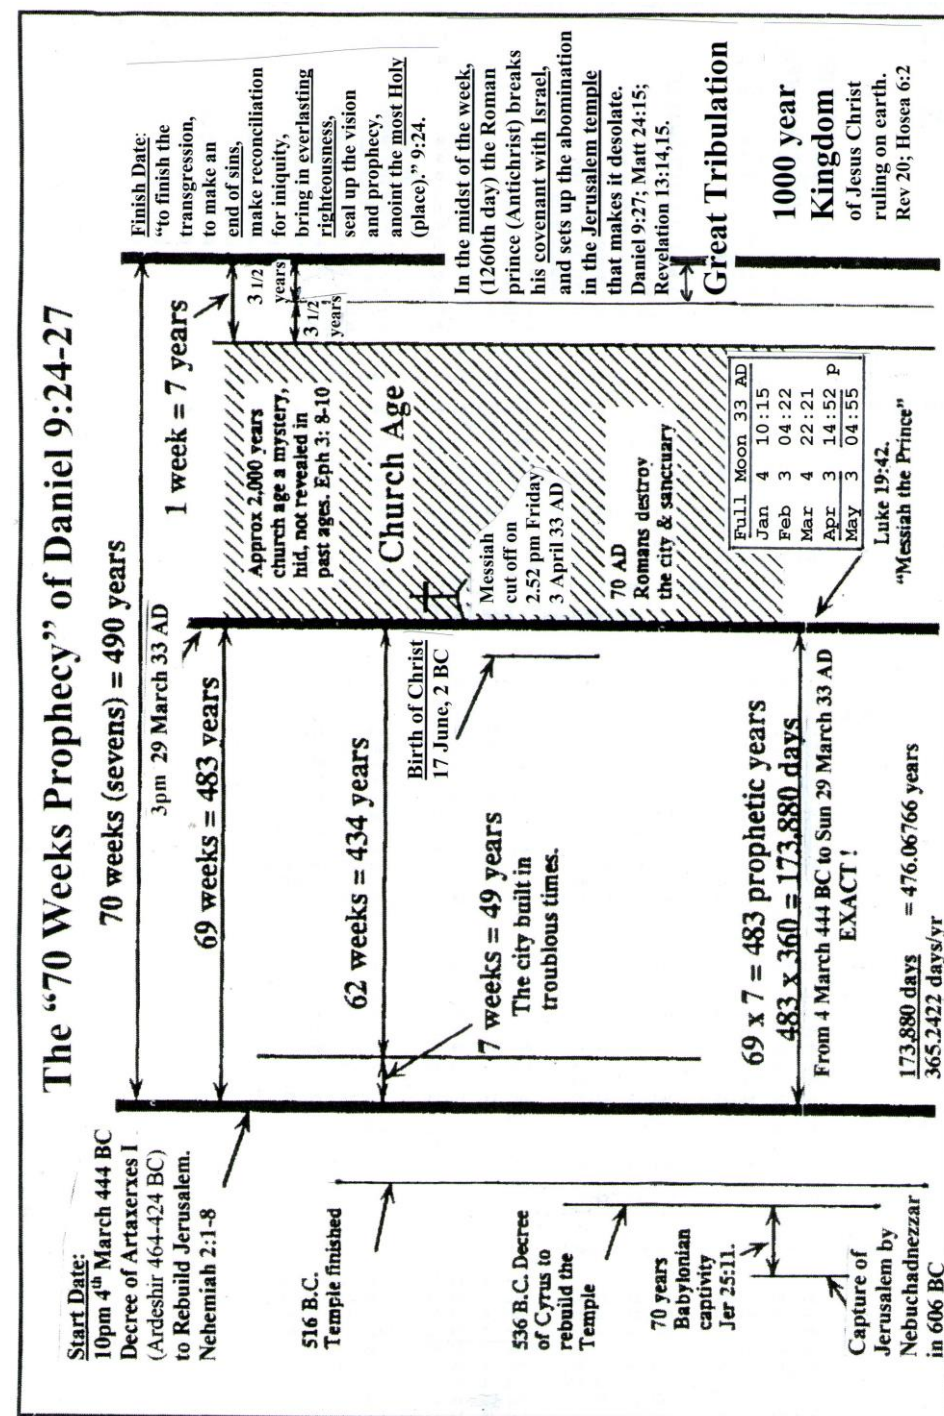 The “70 Weeks Prophecy” of Daniel 9:24-27
70 weeks (sevens) = 490 years
3pm 29 March 33 AD
1 week = 7 years
69 weeks = 483 years
3 1/2
years
3 1/2
years
Start Date:
10pm 4th March 444 BC
Decree of Artaxerxes I
(Ardeshir 464-424 BC)
to Rebuild Jerusalem.
Nehemiah 2:1-8
516 B.C.
Temple finished
536 B.C. Decree
of Cyrus to
rebuild the
Temple
70 years
Babylonian
captivity
Jer 25:11.
Capture of
Jerusalem by
Nebuchadnezzar
in 606 BC
62 weeks = 434 years
7 weeks = 49 years
The city built in
troublous times.
Birth of Christ
17 June, 2 BC
69 x 7 = 483 prophetic years
483 x 360 = 173,880 days
From 4 March 444 BC to Sun 29 March 33 AD
EXACT !
173,880 days = 476.06766 years
365.2422 days/yr
Approx 2,000 years
church age a mystery,
hid, not revealed in
past ages. Eph 3: 8-10
Church Age
Messiah
cut off on
2.52 pm Friday
3 April 33 AD
70 AD
Romans destroy
the city & sanctuary
Full Moon 33 AD
Jan 4 10:15
Feb 3 04:22
Mar 4 22:21
Apr 3 14:52 p
May 3 04:55
Luke 19:42.
“Messiah the Prince”
Finish Date:
“to finish the
transgression,
to make an
end of sins,
make reconciliation
for iniquity,
bring in everlasting
righteousness,
seal up the vision
and prophecy,
anoint the most Holy
(place).” 9:24.
In the midst of the week,
(1260th day) the Roman
prince (Antichrist) breaks
his covenant with Israel,
and sets up the abomination
in the Jerusalem temple
that makes it desolate.
Daniel 9:27; Matt 24:15;
Revelation 13:14,15.
Great Tribulation
1000 year
Kingdom
of Jesus Christ
ruling on earth.
Rev 20; Hosea 6:2